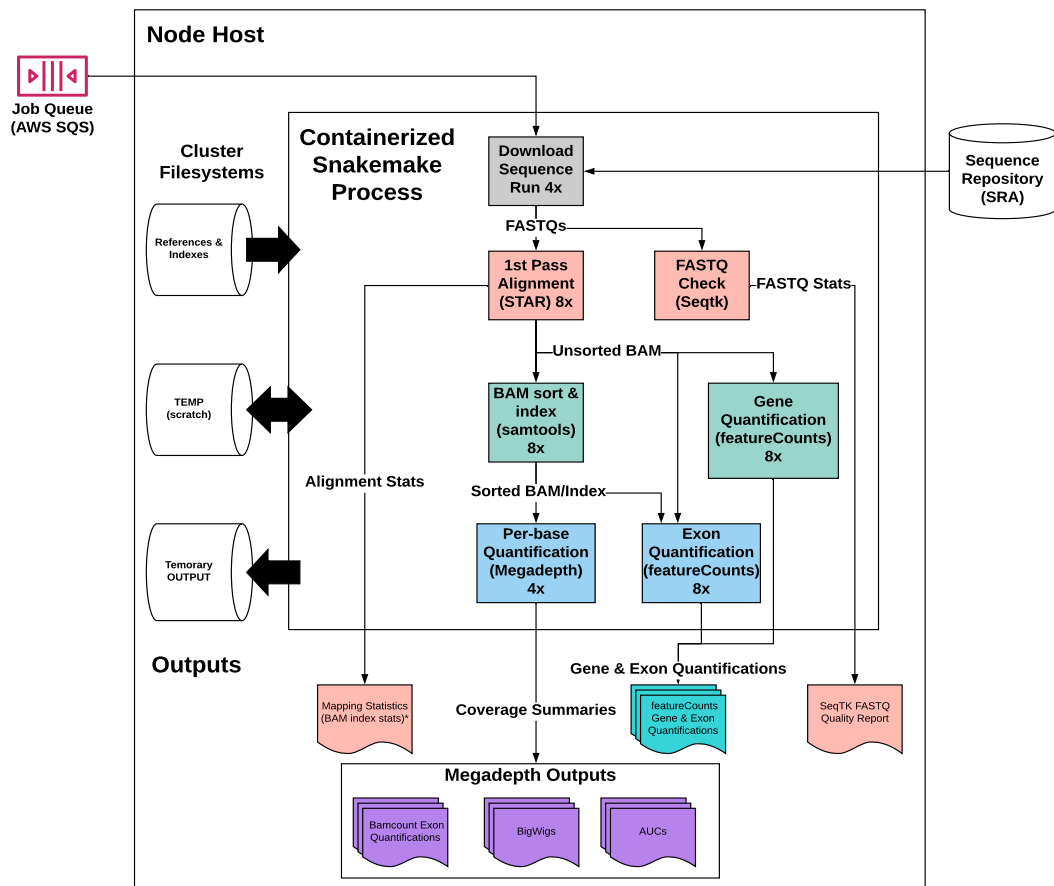 Node Host
Job Queue
(AWS SQS)
Cluster
Filesystems
Containerized
Snakemake
Process
Download
Sequence
Run 4x
Sequence
Repository
(SRA)
References &
Indexes
FASTQs
1st Pass
Alignment
(STAR) 8x
FASTQ
Check
(Seqtk)
FASTQ Stats
Unsorted BAM
TEMP
(scratch)
BAM sort &
index
(samtools)
8x
Gene
Quantification
(featureCounts)
8x
Alignment Stats
Sorted BAM/Index
Temorary
OUTPUT
Per-base
Quantification
(Megadepth)
4x
Exon
Quantification
(featureCounts)
8x
Outputs
Gene & Exon Quantifications
Mapping Statistics
(BAM index stats)*
Coverage Summaries
featureCounts
Gene & Exon
Quantifications
SeqTK FASTQ
Quality Report
Megadepth Outputs
Bamcount Exon
Quantifications
BigWigs
AUCs